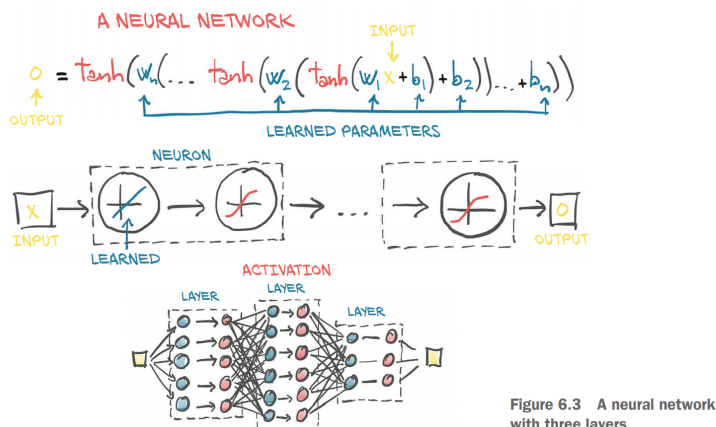 A NEURAL NETWORK
INPUT
O = tanh(wₙ(... tanh(w₂(tanh(w₁x+b₁)+b₂))...+bₙ))
OUTPUT
LEARNED PARAMETERS
NEURON
X
O
INPUT
OUTPUT
LEARNED
ACTIVATION
LAYER
LAYER
LAYER
Figure 6.3 A neural network
with three layers